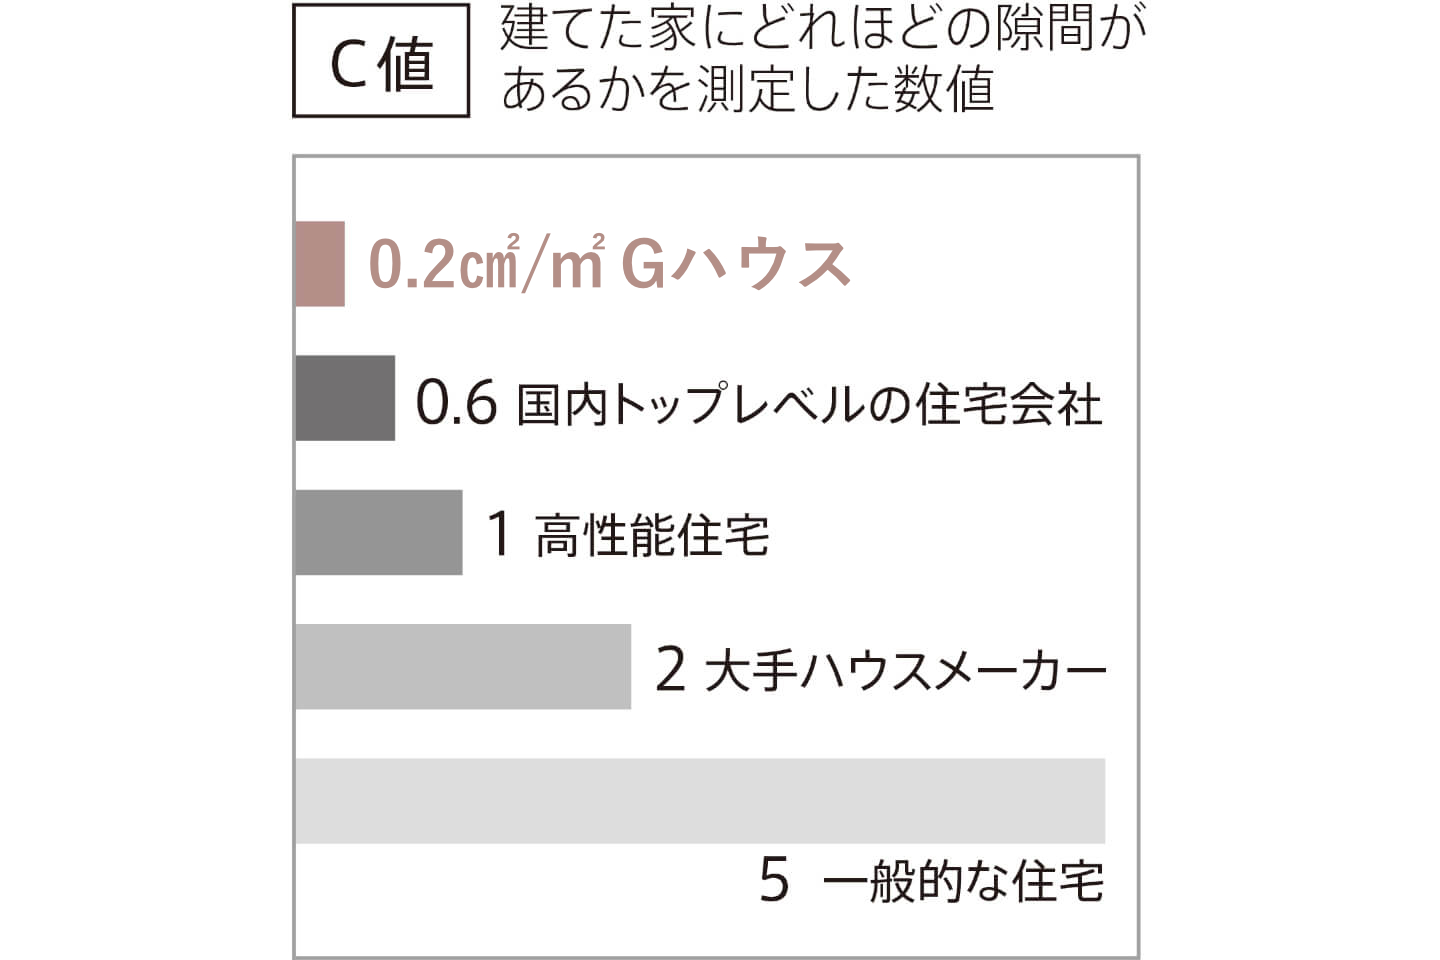 C値
建てた家にどれほどの隙間が
あるかを測定した数値
0.2c㎡/㎡ Gハウス
0.6 国内トップレベルの住宅会社
1 高性能住宅
2 大手ハウスメーカー
5 一般的な住宅